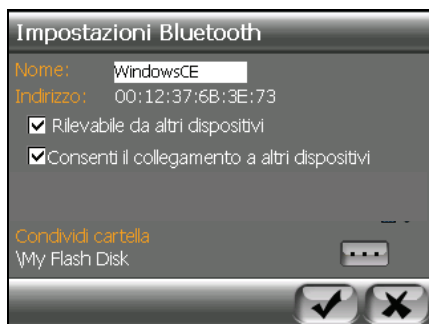 Impostazioni Bluetooth
Nome: WindowsCE
Indirizzo: 00:12:37:6B:3E:73
Rilevabile da altri dispositivi
Consenti il collegamento a altri dispositivi
Condividi cartella
\My Flash Disk
...